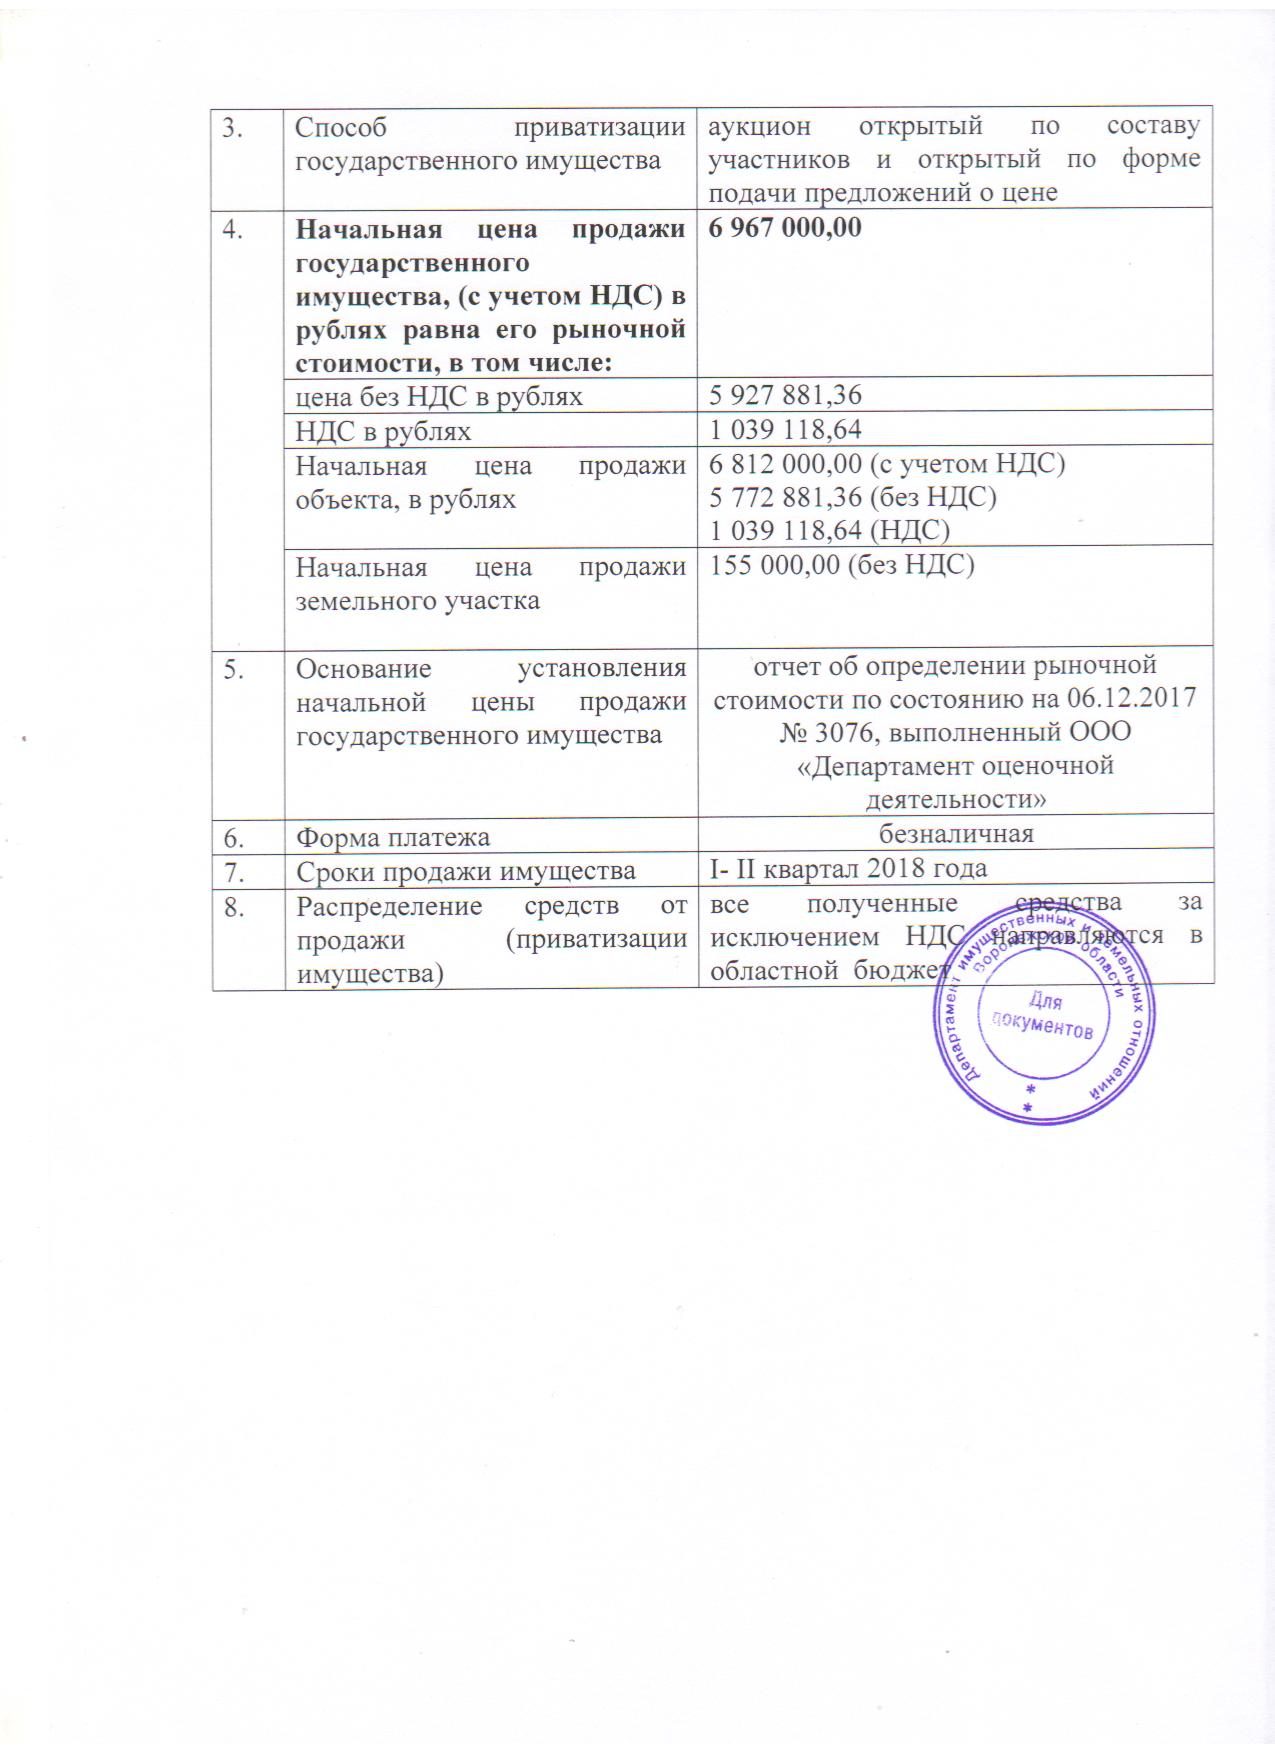 3. Способ приватизации аукцион открытый по составу
государственного имущества участников и открытый по форме
подачи предложений о цене
4. Начальная цена продажи 6 967 000,00
государственного
имущества, (с учетом НДС) в
рублях равна его рыночной
стоимости, в том числе:
цена без НДС в рублях 5 927 881,36
НДС в рублях 1 039 118,64
Начальная цена продажи 6 812 000,00 (с учетом НДС)
объекта, в рублях 5 772 881,36 (без НДС)
1 039 118,64 (НДС)
Начальная цена продажи 155 000,00 (без НДС)
земельного участка
5. Основание установления отчет об определении рыночной
начальной цены продажи стоимости по состоянию на 06.12.2017
государственного имущества № 3076, выполненный ООО
«Департамент оценочной
деятельности»
6. Форма платежа безналичная
7. Сроки продажи имущества I- II квартал 2018 года
8. Распределение средств от все полученные средства за
продажи (приватизации исключением НДС направляются в
имущества) областной бюджет
Департамент имущественных и земельных отношений
Воронежской области
Для
документов